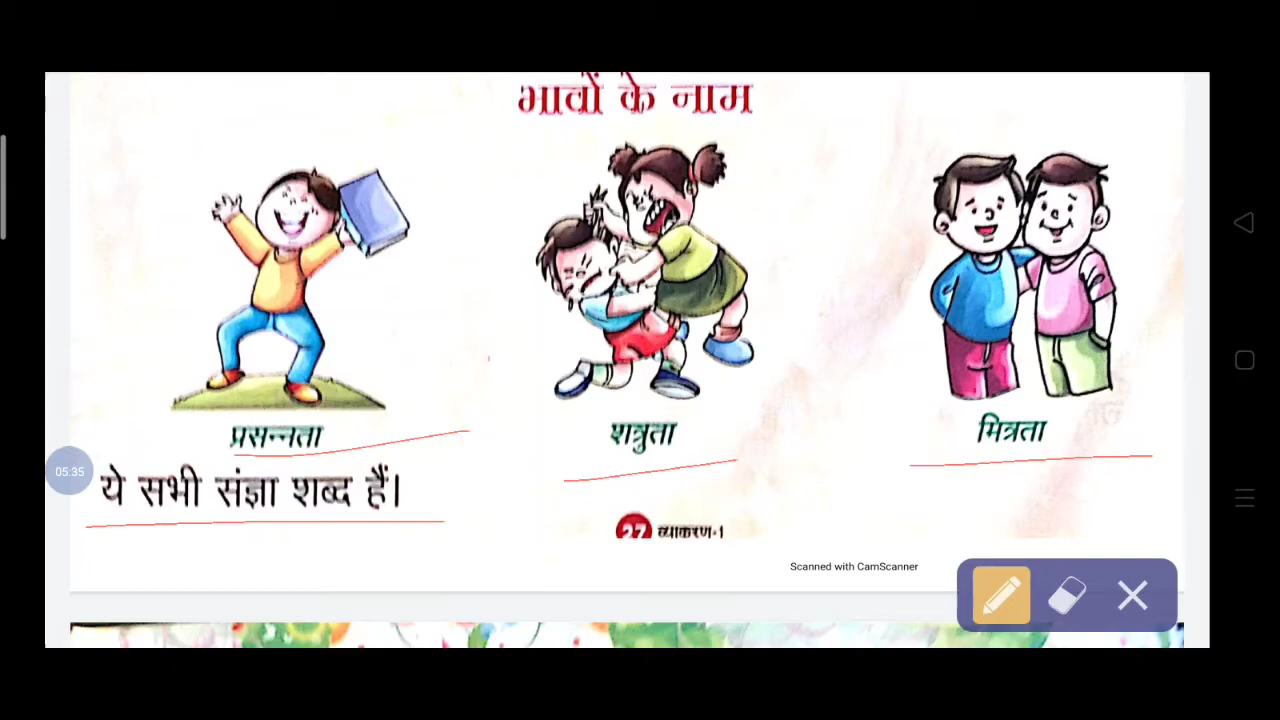 भावों के नाम
प्रसन्नता
शत्रुता
मित्रता
05:35
ये सभी संज्ञा शब्द हैं।
27 व्याकरण-1
Scanned with CamScanner